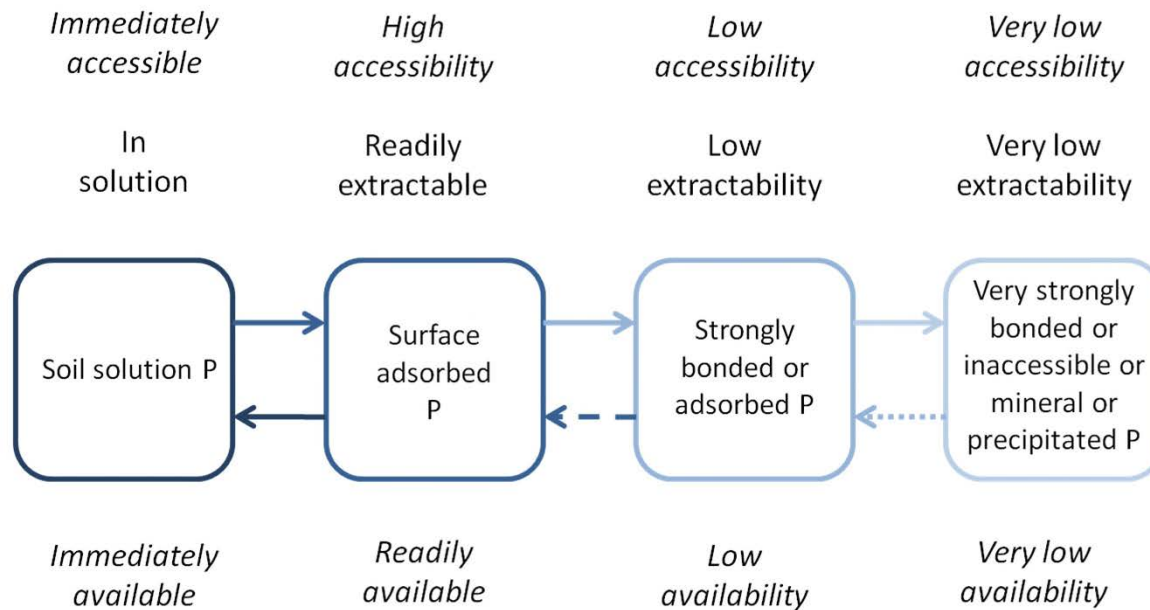 Immediately
accessible
High
accessibility
Low
accessibility
Very low
accessibility
In
solution
Readily
extractable
Low
extractability
Very low
extractability
Soil solution P
Surface
adsorbed
P
Strongly
bonded or
adsorbed P
Very strongly
bonded or
inaccessible or
mineral or
precipitated P
Immediately
available
Readily
available
Low
availability
Very low
availability